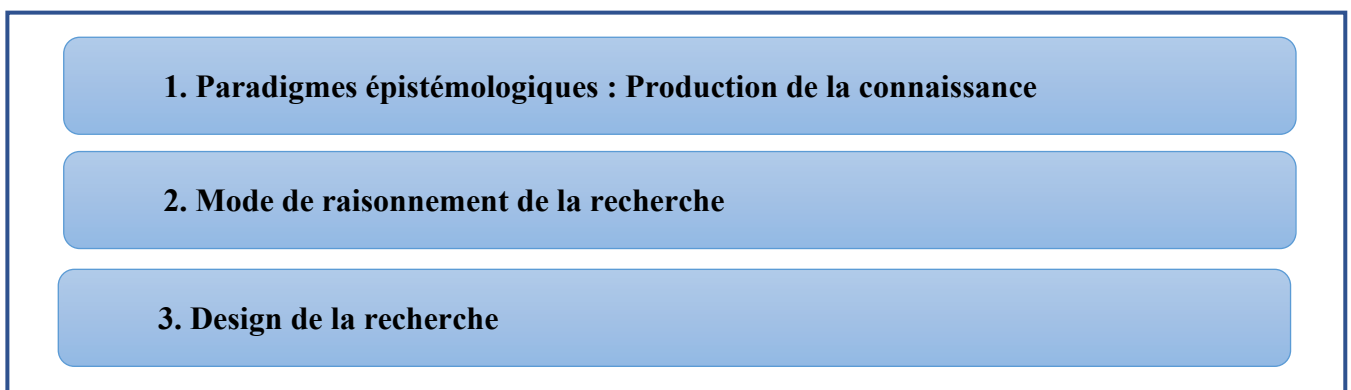 1. Paradigmes épistémologiques : Production de la connaissance
2. Mode de raisonnement de la recherche
3. Design de la recherche